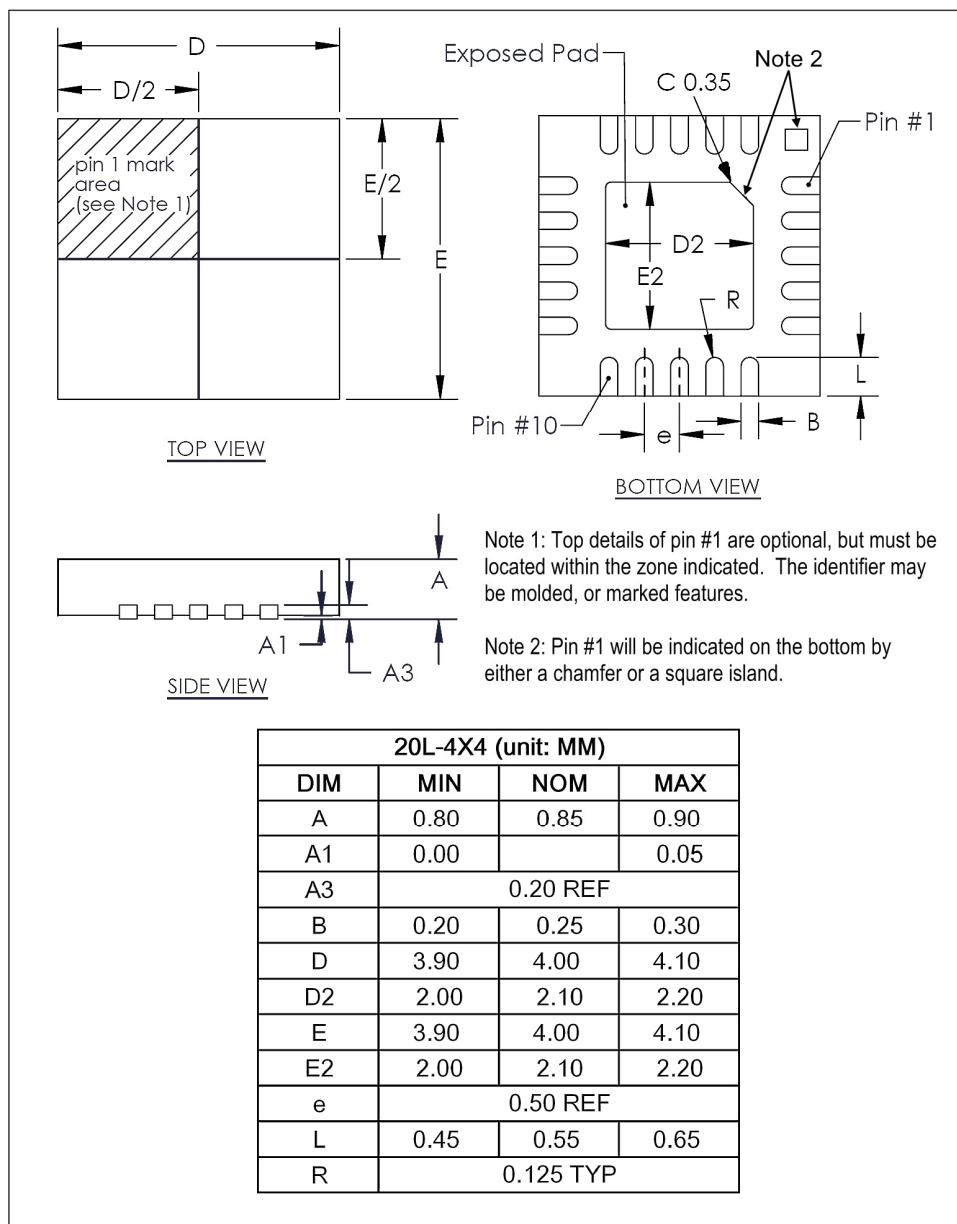 D
D/2
pin 1 mark
area
(see Note 1)
E/2
E
TOP VIEW
Exposed Pad
C 0.35
Note 2
Pin #1
D2
E2
R
L
Pin #10
e
B
BOTTOM VIEW
A
A1
A3
SIDE VIEW
Note 1: Top details of pin #1 are optional, but must be
located within the zone indicated. The identifier may
be molded, or marked features.
Note 2: Pin #1 will be indicated on the bottom by
either a chamfer or a square island.
20L-4X4 (unit: MM)
DIM MIN NOM MAX
A 0.80 0.85 0.90
A1 0.00 0.05
A3 0.20 REF
B 0.20 0.25 0.30
D 3.90 4.00 4.10
D2 2.00 2.10 2.20
E 3.90 4.00 4.10
E2 2.00 2.10 2.20
e 0.50 REF
L 0.45 0.55 0.65
R 0.125 TYP